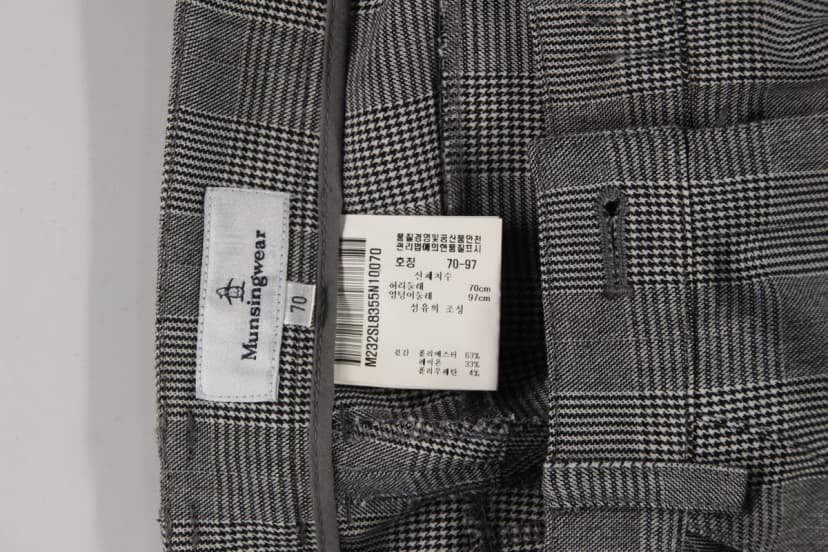 Munsingwear
70
M232SL8355N10070
품질경영및공산품안전
관리법에의한품질표시
호칭 70-97
신체치수
허리둘레 70cm
엉덩이둘레 97cm
섬유의 조성
겉감 폴리에스터 63%
레이온 33%
폴리우레탄 4%